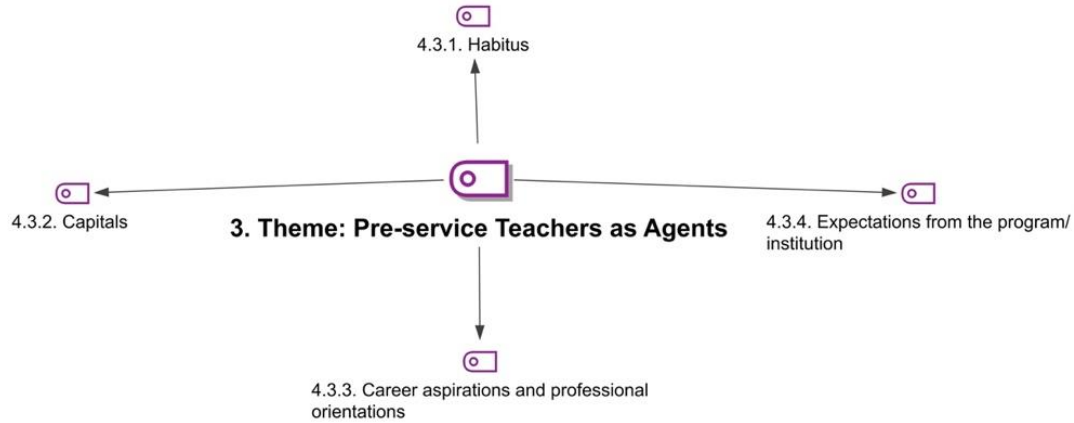 4.3.1. Habitus
4.3.2. Capitals
3. Theme: Pre-service Teachers as Agents
4.3.4. Expectations from the program/
institution
4.3.3. Career aspirations and professional
orientations